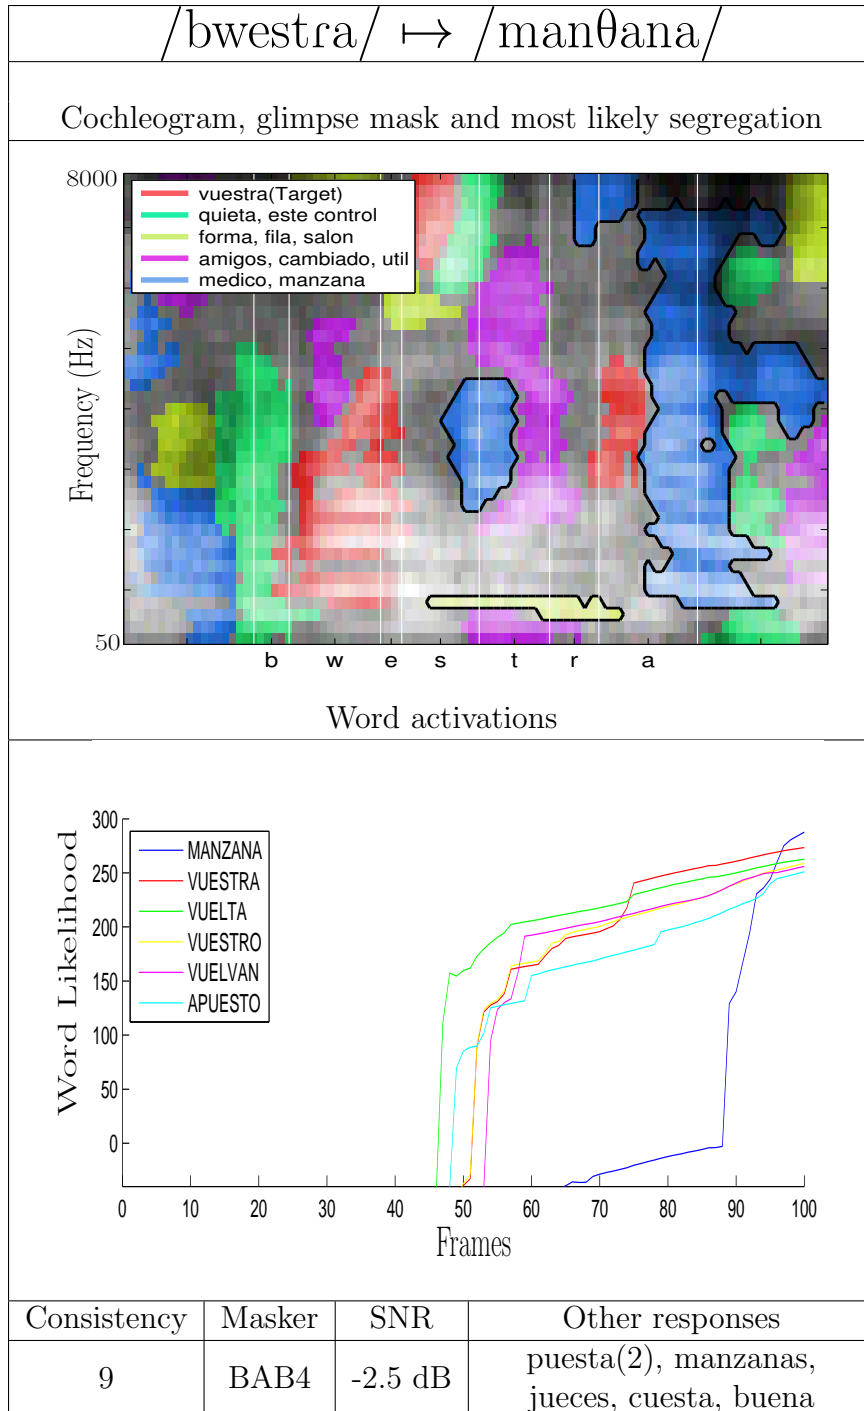 /bwestɾa/ ↦ /manθana/
Cochleogram, glimpse mask and most likely segregation
8000
vuestra(Target)
quieta, este control
forma, fila, salon
amigos, cambiado, util
medico, manzana
Frequency (Hz)
50
b w e s t r a
Word activations
300
250
200
150
100
50
0
Word Likelihood
MANZANA
VUESTRA
VUELTA
VUESTRO
VUELVAN
APUESTO
0 10 20 30 40 50 60 70 80 90 100
Frames
Consistency Masker SNR Other responses
9 BAB4 -2.5 dB puesta(2), manzanas,
jueces, cuesta, buena